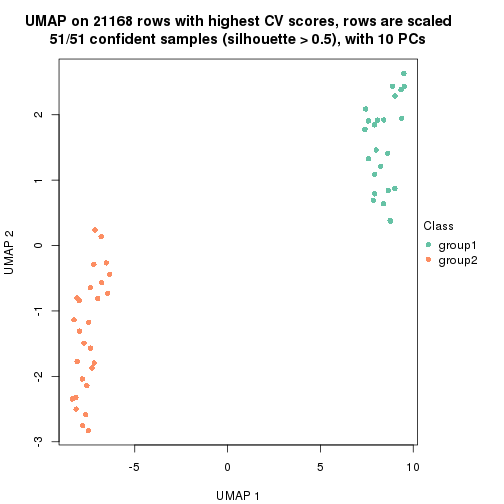 UMAP on 21168 rows with highest CV scores, rows are scaled
51/51 confident samples (silhouette > 0.5), with 10 PCs
2
1
0
-1
-2
-3
UMAP 2
-5
0
5
10
UMAP 1
Class
group1
group2